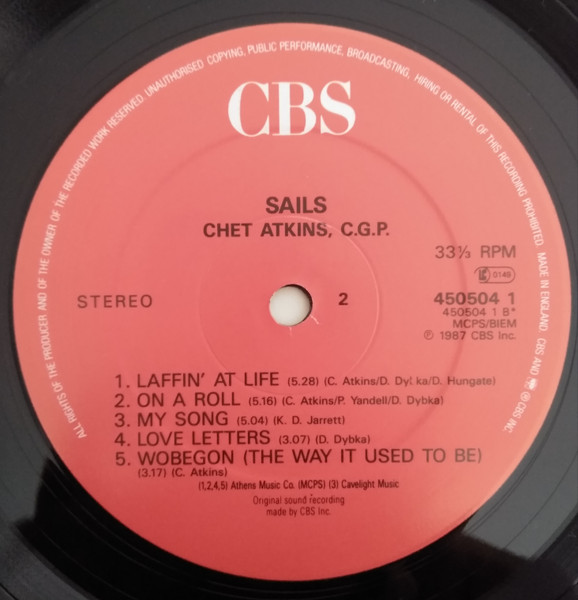 ALL RIGHTS OF THE PRODUCER AND OF THE OWNER OF THE RECORDED WORK RESERVED. UNAUTHORISED COPYING, PUBLIC PERFORMANCE, BROADCASTING, HIRING OR RENTAL OF THIS RECORDING PROHIBITED. MADE IN ENGLAND. CBS AND ® CBS INC.
CBS
SAILS
CHET ATKINS, C.G.P.
33⅓ RPM
0149
STEREO
2
450504 1
450504 1 B*
MCPS/BIEM
℗ 1987 CBS Inc.
1. LAFFIN' AT LIFE (5.28) (C. Atkins/D. Dybka/D. Hungate)
2. ON A ROLL (5.16) (C. Atkins/P. Yandell/D. Dybka)
3. MY SONG (5.04) (K. D. Jarrett)
4. LOVE LETTERS (3.07) (D. Dybka)
5. WOBEGON (THE WAY IT USED TO BE)
(3.17) (C. Atkins)
(1,2,4,5) Athens Music Co. (MCPS) (3) Cavelight Music
Original sound recording
made by CBS Inc.